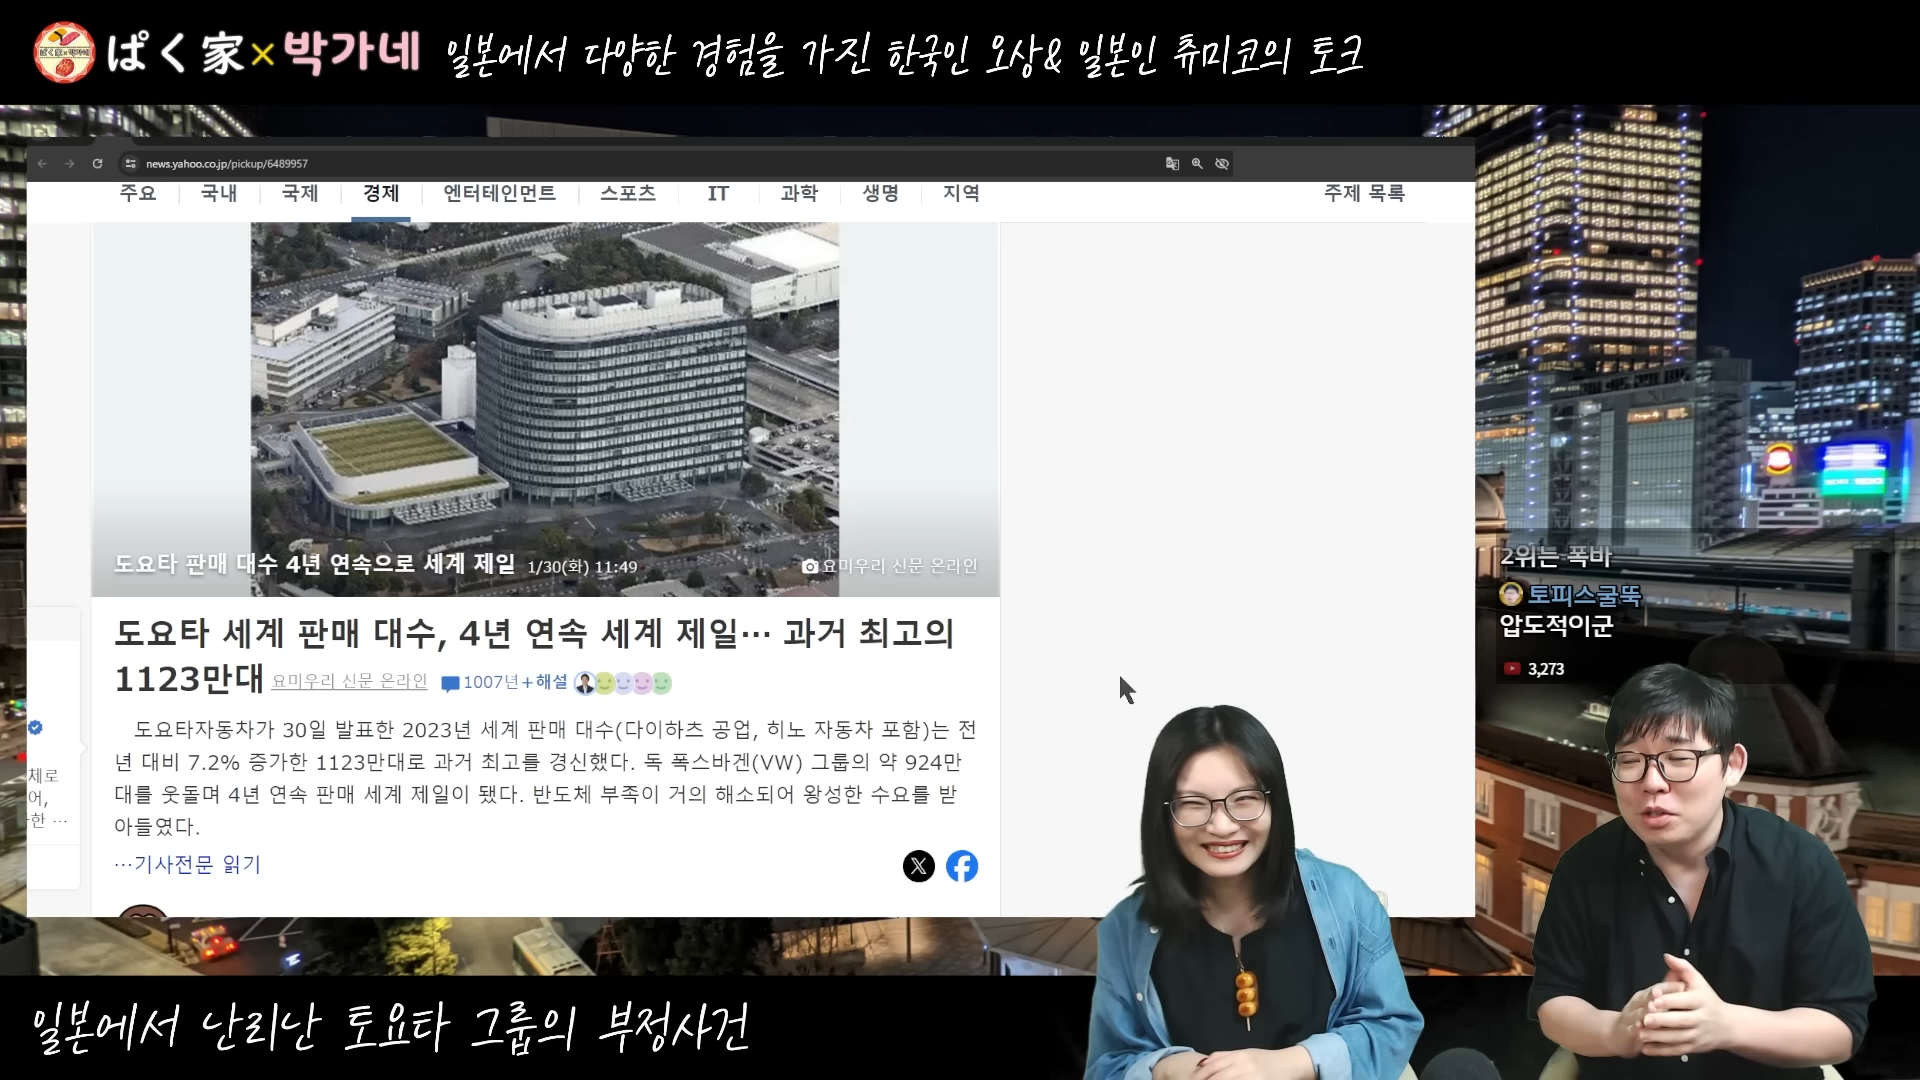 ぱく家×박가네 일본에서 다양한 경험을 가진 한국인 오상& 일본인 츄미코의 토크
news.yahoo.co.jp/pickup/6489957
주요 국내 국제 경제 엔터테인먼트 스포츠 IT 과학 생명 지역 주제 목록
도요타 판매 대수 4년 연속으로 세계 제일 1/30(화) 11:49 요미우리 신문 온라인
도요타 세계 판매 대수, 4년 연속 세계 제일… 과거 최고의
1123만대 요미우리 신문 온라인 1007년+해설
도요타자동차가 30일 발표한 2023년 세계 판매 대수(다이하츠 공업, 히노 자동차 포함)는 전
년 대비 7.2% 증가한 1123만대로 과거 최고를 경신했다. 독 폭스바겐(VW) 그룹의 약 924만
대를 웃돌며 4년 연속 판매 세계 제일이 됐다. 반도체 부족이 거의 해소되어 왕성한 수요를 받
아들였다.
…기사전문 읽기
체로
어,
한 …
2위는 폭바
토피스굴뚝
압도적이군
3,273
일본에서 난리난 토요타 그룹의 부정사건